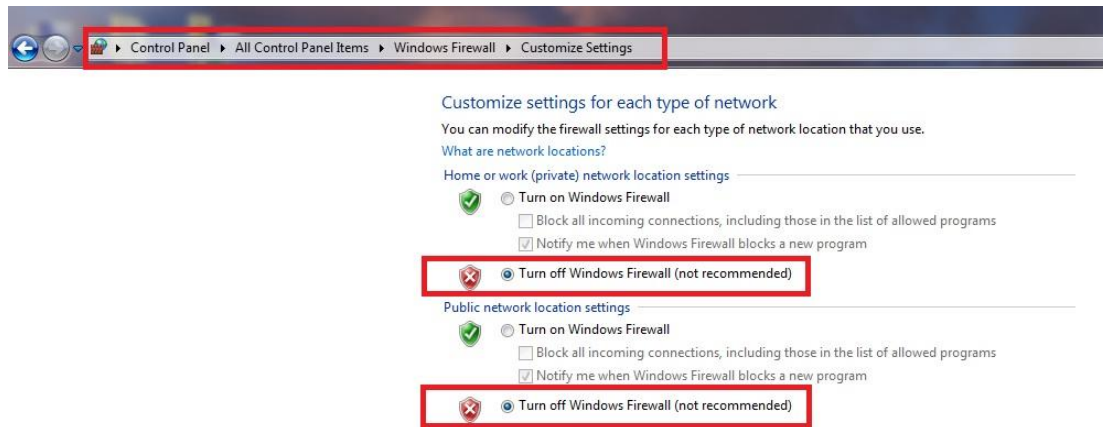 Control Panel ▸ All Control Panel Items ▸ Windows Firewall ▸ Customize Settings
Customize settings for each type of network
You can modify the firewall settings for each type of network location that you use.
What are network locations?
Home or work (private) network location settings
Turn on Windows Firewall
Block all incoming connections, including those in the list of allowed programs
Notify me when Windows Firewall blocks a new program
Turn off Windows Firewall (not recommended)
Public network location settings
Turn on Windows Firewall
Block all incoming connections, including those in the list of allowed programs
Notify me when Windows Firewall blocks a new program
Turn off Windows Firewall (not recommended)